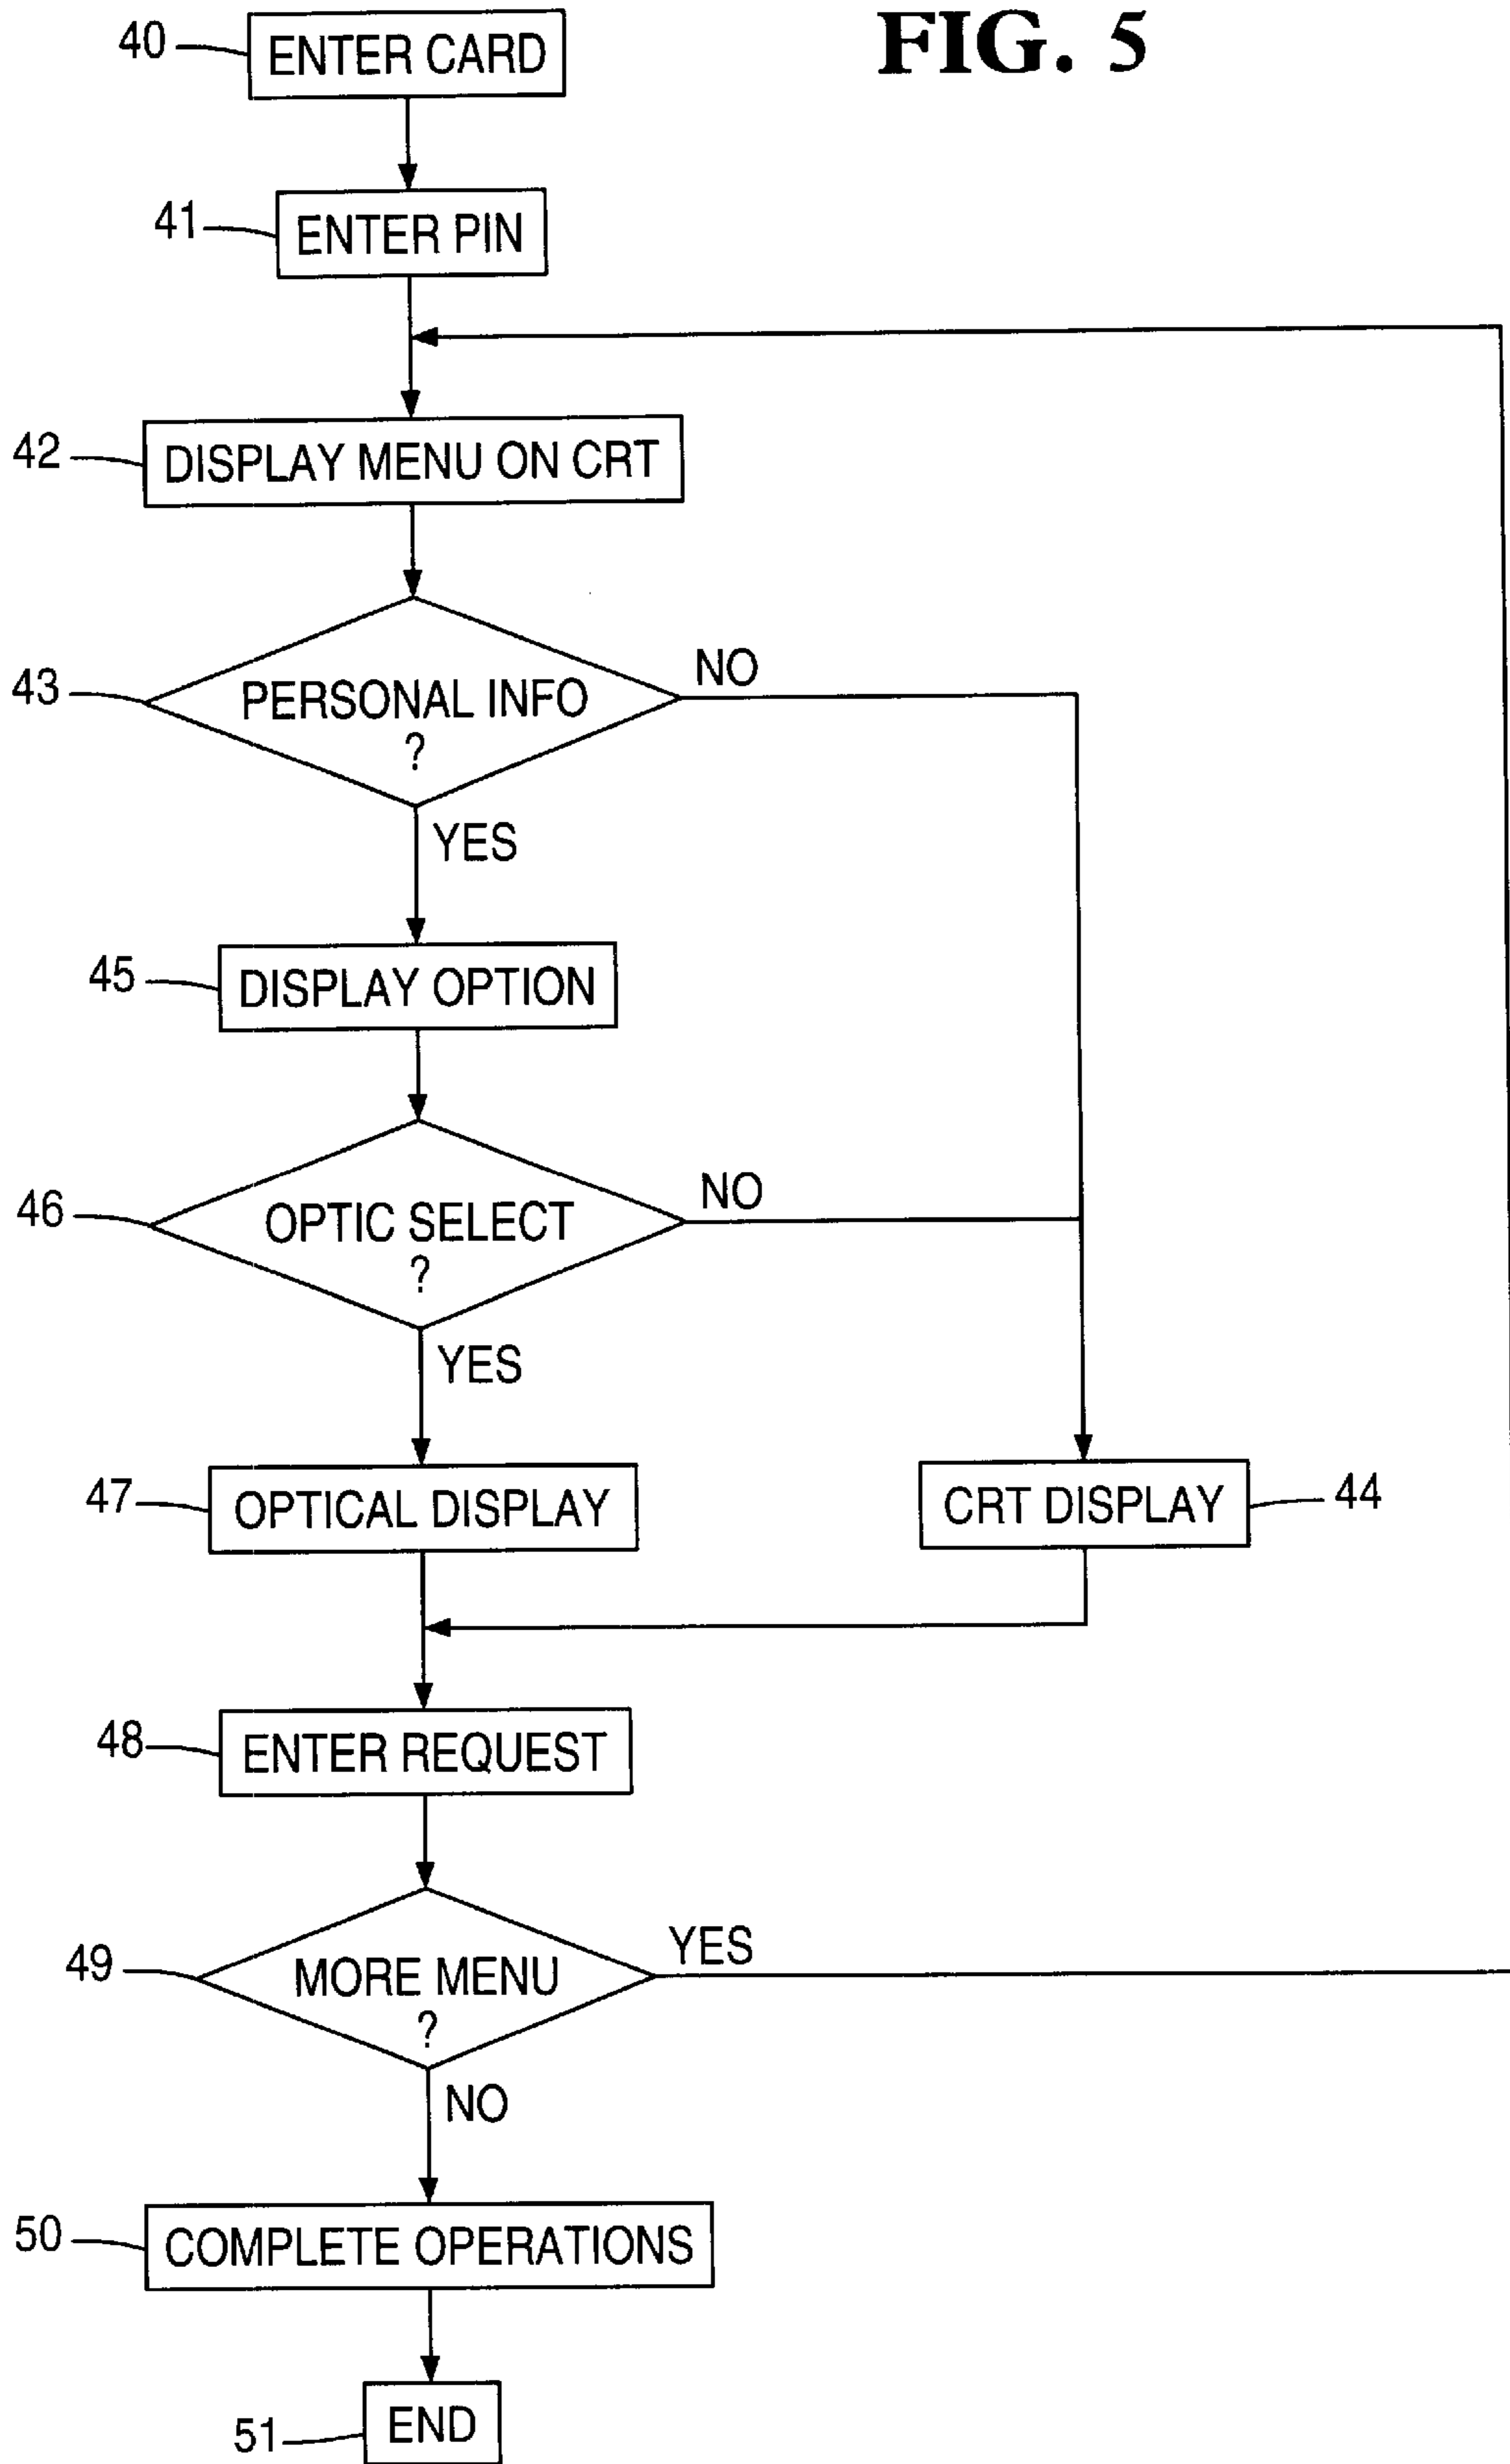 FIG. 5
40
ENTER CARD
41
ENTER PIN
42
DISPLAY MENU ON CRT
43
PERSONAL INFO
?
NO
YES
45
DISPLAY OPTION
46
OPTIC SELECT
?
NO
YES
47
OPTICAL DISPLAY
CRT DISPLAY
44
48
ENTER REQUEST
49
MORE MENU
?
YES
NO
50
COMPLETE OPERATIONS
51
END